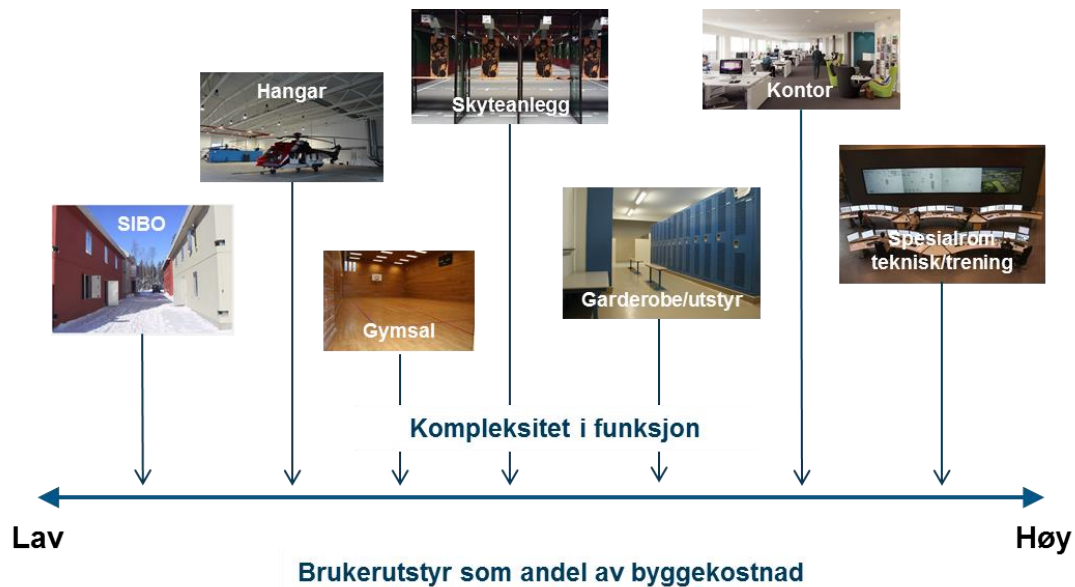 Skyteanlegg
Kontor
Hangar
SIBO
Gymsal
Garderobe/utstyr
Spesialrom
teknisk/trening
Kompleksitet i funksjon
Lav
Høy
Brukerutstyr som andel av byggekostnad